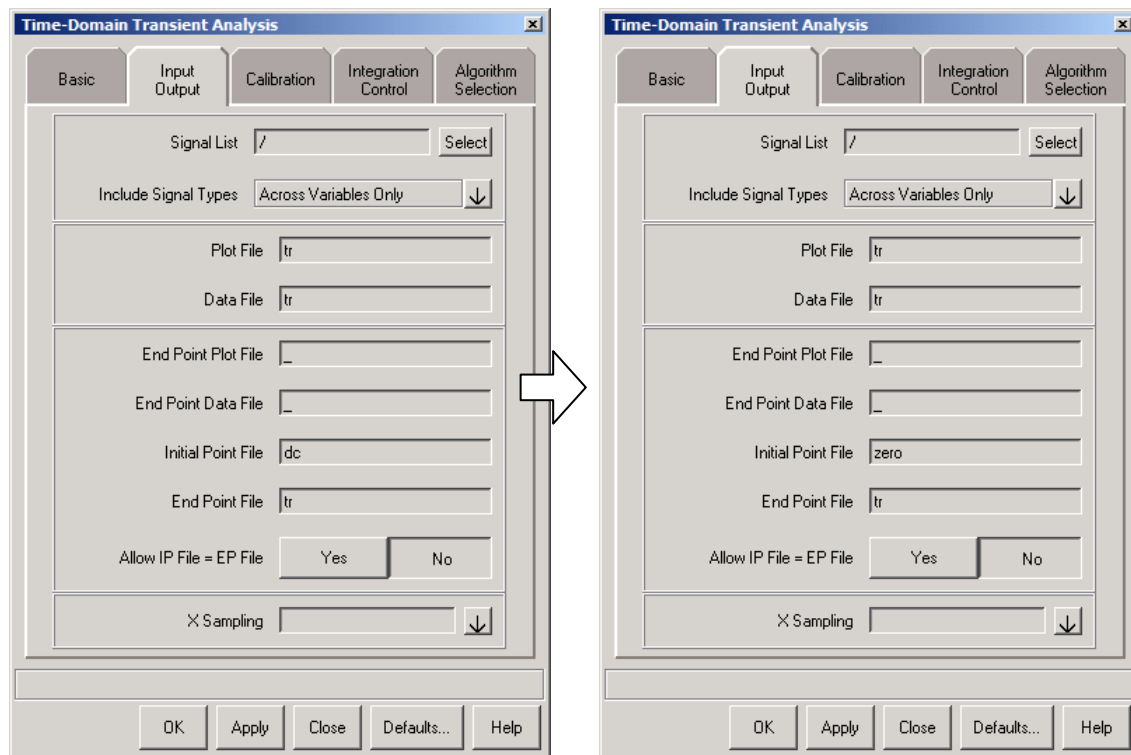 Time-Domain Transient Analysis
Basic
Input
Output
Calibration
Integration
Control
Algorithm
Selection
Signal List / Select
Include Signal Types Across Variables Only
Plot File tr
Data File tr
End Point Plot File _
End Point Data File _
Initial Point File dc
End Point File tr
Allow IP File = EP File Yes No
X Sampling
OK Apply Close Defaults... Help
Time-Domain Transient Analysis
Basic
Input
Output
Calibration
Integration
Control
Algorithm
Selection
Signal List / Select
Include Signal Types Across Variables Only
Plot File tr
Data File tr
End Point Plot File _
End Point Data File _
Initial Point File zero
End Point File tr
Allow IP File = EP File Yes No
X Sampling
OK Apply Close Defaults... Help